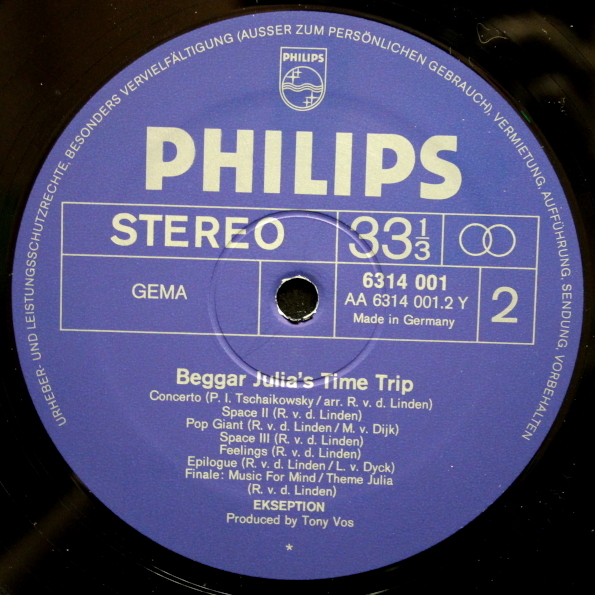 URHEBER- UND LEISTUNGSSCHUTZRECHTE, BESONDERS VERVIELFÄLTIGUNG (AUSSER ZUM PERSÖNLICHEN GEBRAUCH), VERMIETUNG, AUFFÜHRUNG, SENDUNG, VORBEHALTEN
PHILIPS
PHILIPS
STEREO
33 1/3
GEMA
6314 001
AA 6314 001.2 Y
Made in Germany
2
Beggar Julia's Time Trip
Concerto (P. I. Tschaikowsky/arr. R. v. d. Linden)
Space II (R. v. d. Linden)
Pop Giant (R. v. d. Linden/M. v. Dijk)
Space III (R. v. d. Linden)
Feelings (R. v. d. Linden)
Epilogue (R. v. d. Linden/L. v. Dyck)
Finale: Music For Mind/Theme Julia
(R. v. d. Linden)
EKSEPTION
Produced by Tony Vos
*